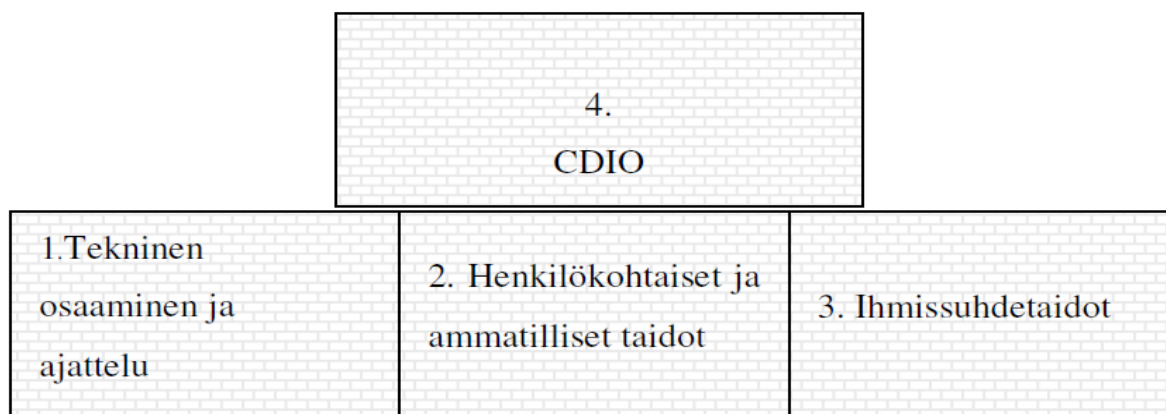 4.
CDIO
1.Tekninen
osaaminen ja
ajattelu
2. Henkilökohtaiset ja
ammatilliset taidot
3. Ihmissuhdetaidot